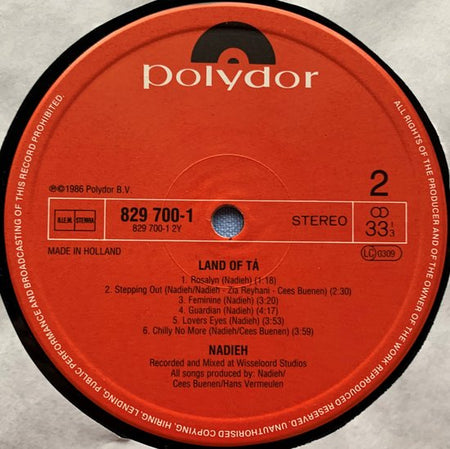 polydor
℗©1986 Polydor B.V.
2
B.I.E.M. STEMRA
829 700-1
829 700-1 2Y
STEREO
33 1/3
MADE IN HOLLAND
LC 0309
LAND OF TÁ
1. Rosalyn (Nadieh) (1:18)
2. Stepping Out (Nadieh/Nadieh - Zia Reyhani - Cees Buenen) (2:30)
3. Feminine (Nadieh) (3:20)
4. Guardian (Nadieh) (4:17)
5. Lovers Eyes (Nadieh) (3:53)
6. Chilly No More (Nadieh/Cees Buenen) (3:59)
NADIEH
Recorded and Mixed at Wisseloord Studios
All songs produced by: Nadieh/
Cees Buenen/Hans Vermeulen
ALL RIGHTS OF THE PRODUCER AND OF THE OWNER OF THE WORK REPRODUCED RESERVED. UNAUTHORISED COPYING, HIRING, LENDING, PUBLIC PERFORMANCE AND BROADCASTING OF THIS RECORD PROHIBITED.